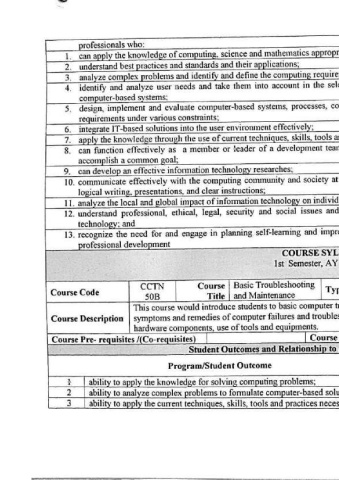 professionals who:
1. can apply the knowledge of computing, science and mathematics appropr
2. understand best practices and standards and their applications;
3. analyze complex problems and identify and define the computing require
4. identify and analyze user needs and take them into account in the sel
computer-based systems;
5. design, implement and evaluate computer-based systems, processes, co
requirements under various constraints;
6. integrate IT-based solutions into the user environment effectively;
7. apply the knowledge through the use of current techniques, skills, tools a
8. can function effectively as a member or leader of a development tear
accomplish a common goal;
9. can develop an effective information technology researches;
10. communicate effectively with the computing community and society at
logical writing, presentations, and clear instructions;
11. analyze the local and global impact of information technology on individ
12. understand professional, ethical, legal, security and social issues and
technology; and
13. recognize the need for and engage in planning self-learning and impr
professional development
COURSE SYL
1st Semester, AY
Course Code CCTN 50B Course Title Basic Troubleshooting and Maintenance Typ
Course Description This course would introduce students to basic computer tr
symptoms and remedies of computer failures and trouble
hardware components, use of tools and equipments.
Course Pre- requisites /(Co-requisites) Course
Student Outcomes and Relationship to
Program/Student Outcome
1 ability to apply the knowledge for solving computing problems;
2 ability to analyze complex problems to formulate computer-based solu
3 ability to apply the current techniques, skills, tools and practices neces